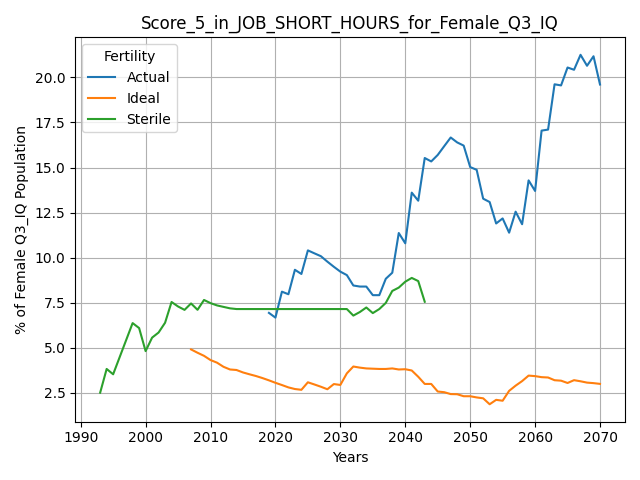 Score_5_in_JOB_SHORT_HOURS_for_Female_Q3_IQ
Fertility
Actual
Ideal
Sterile
% of Female Q3_IQ Population
20.0
17.5
15.0
12.5
10.0
7.5
5.0
2.5
1990 2000 2010 2020 2030 2040 2050 2060 2070
Years